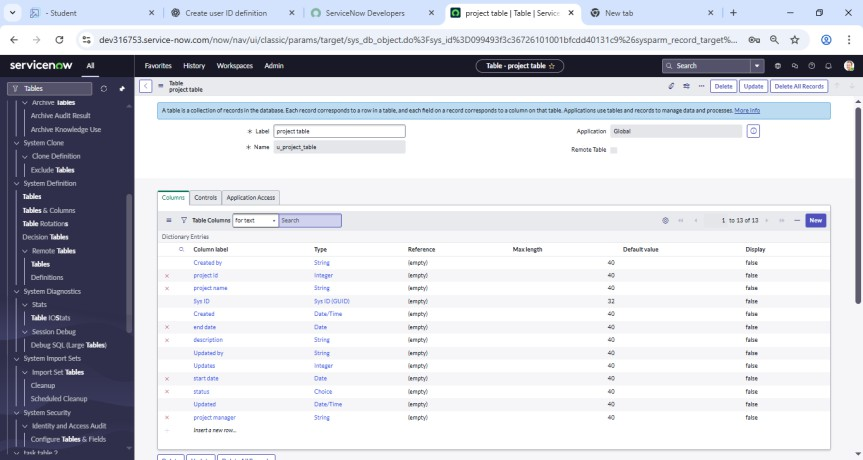 - Student
Create user ID definition
ServiceNow Developers
project table | Table | Service
New tab
dev316753.service-now.com/now/nav/ui/classic/params/target/sys_db_object.do%3Fsys_id%3D099493f3c36726101001bfcdd40131c9%26sysparm_record_target%...
servicenow All Favorites History Workspaces Admin Table - project table Search
Tables
Archive Tables
Archive Audit Result
Archive Knowledge Use
System Clone
Clone Definition
Exclude Tables
System Definition
Tables
Tables & Columns
Table Rotations
Decision Tables
Remote Tables
Tables
Definitions
System Diagnostics
Stats
Table IOStats
Session Debug
Debug SQL (Large Tables)
System Import Sets
Import Set Tables
Cleanup
Scheduled Cleanup
System Security
Identity and Access Audit
Configure Tables & Fields
task table 2
Table
project table
Delete Update Delete All Records
A table is a collection of records in the database. Each record corresponds to a row in a table, and each field on a record corresponds to a column on that table. Applications use tables and records to manage data and processes. More Info
Label project table Application Global
Name u_project_table Remote Table
Columns Controls Application Access
Table Columns for text Search 1 to 13 of 13 New
Dictionary Entries
Column label Type Reference Max length Default value Display
Created by String (empty) 40 false
project id Integer (empty) 40 false
project name String (empty) 40 false
Sys ID Sys ID (GUID) (empty) 32 false
Created Date/Time (empty) 40 false
end date Date (empty) 40 false
description String (empty) 40 false
Updated by String (empty) 40 false
Updates Integer (empty) 40 false
start date Date (empty) 40 false
status Choice (empty) 40 false
Updated Date/Time (empty) 40 false
project manager String (empty) 40 false
Insert a new row...
Delete Update Delete All Records